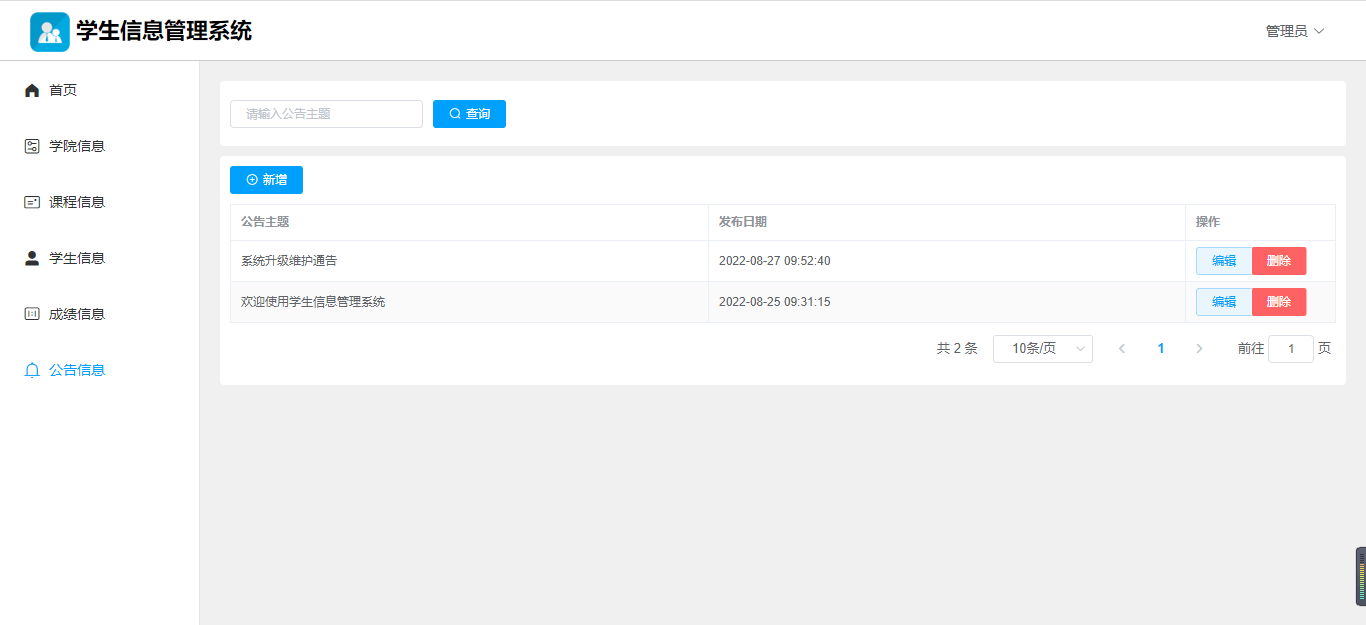 学生信息管理系统
管理员
首页
学院信息
课程信息
学生信息
成绩信息
公告信息
请输入公告主题
查询
新增
公告主题 发布日期 操作
系统升级维护通告 2022-08-27 09:52:40 编辑 删除
欢迎使用学生信息管理系统 2022-08-25 09:31:15 编辑 删除
共 2 条 10条/页 1 前往 1 页